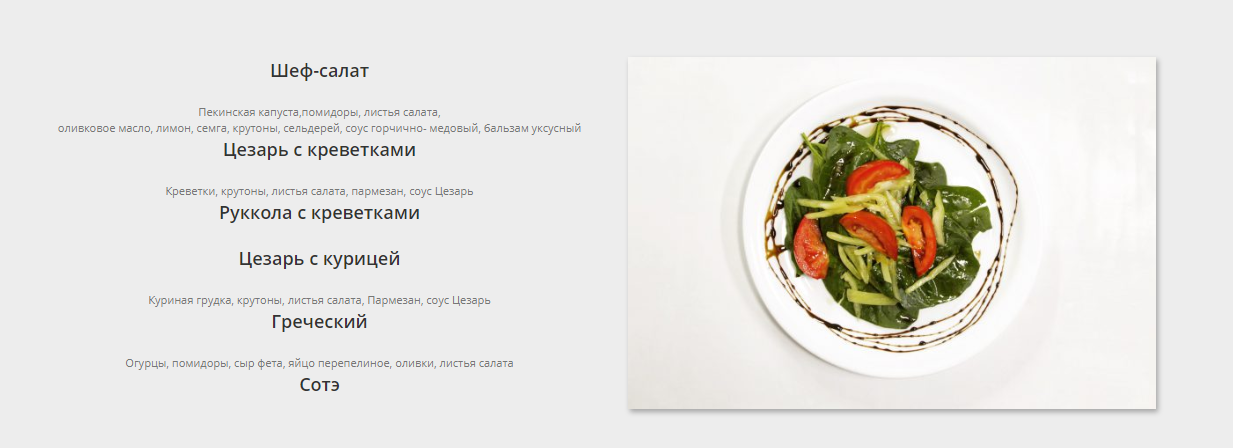 Шеф-салат
Пекинская капуста,помидоры, листья салата,
оливковое масло, лимон, семга, крутоны, сельдерей, соус горчично- медовый, бальзам уксусный
Цезарь с креветками
Креветки, крутоны, листья салата, пармезан, соус Цезарь
Руккола с креветками
Цезарь с курицей
Куриная грудка, крутоны, листья салата, Пармезан, соус Цезарь
Греческий
Огурцы, помидоры, сыр фета, яйцо перепелиное, оливки, листья салата
Сотэ